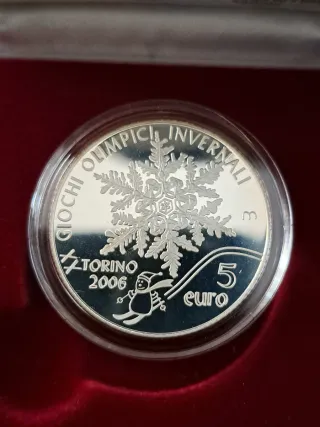 GIOCHI OLIMPICI INVERNALI
m
XX TORINO
2006
5
euro